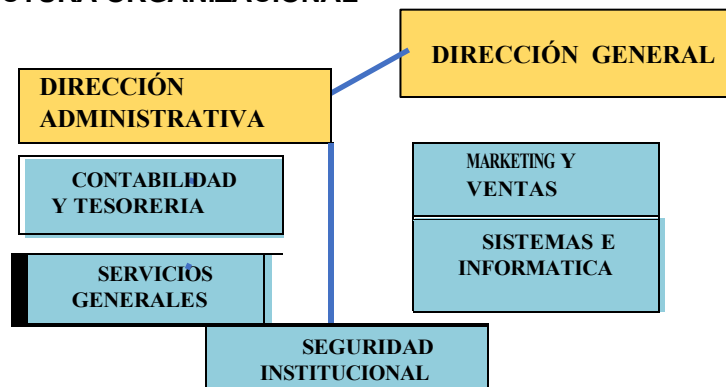 DIRECCIÓN GENERAL
DIRECCIÓN
ADMINISTRATIVA
CONTABILIDAD
Y TESORERIA
MARKETING Y
VENTAS
SERVICIOS
GENERALES
SISTEMAS E
INFORMATICA
SEGURIDAD
INSTITUCIONAL